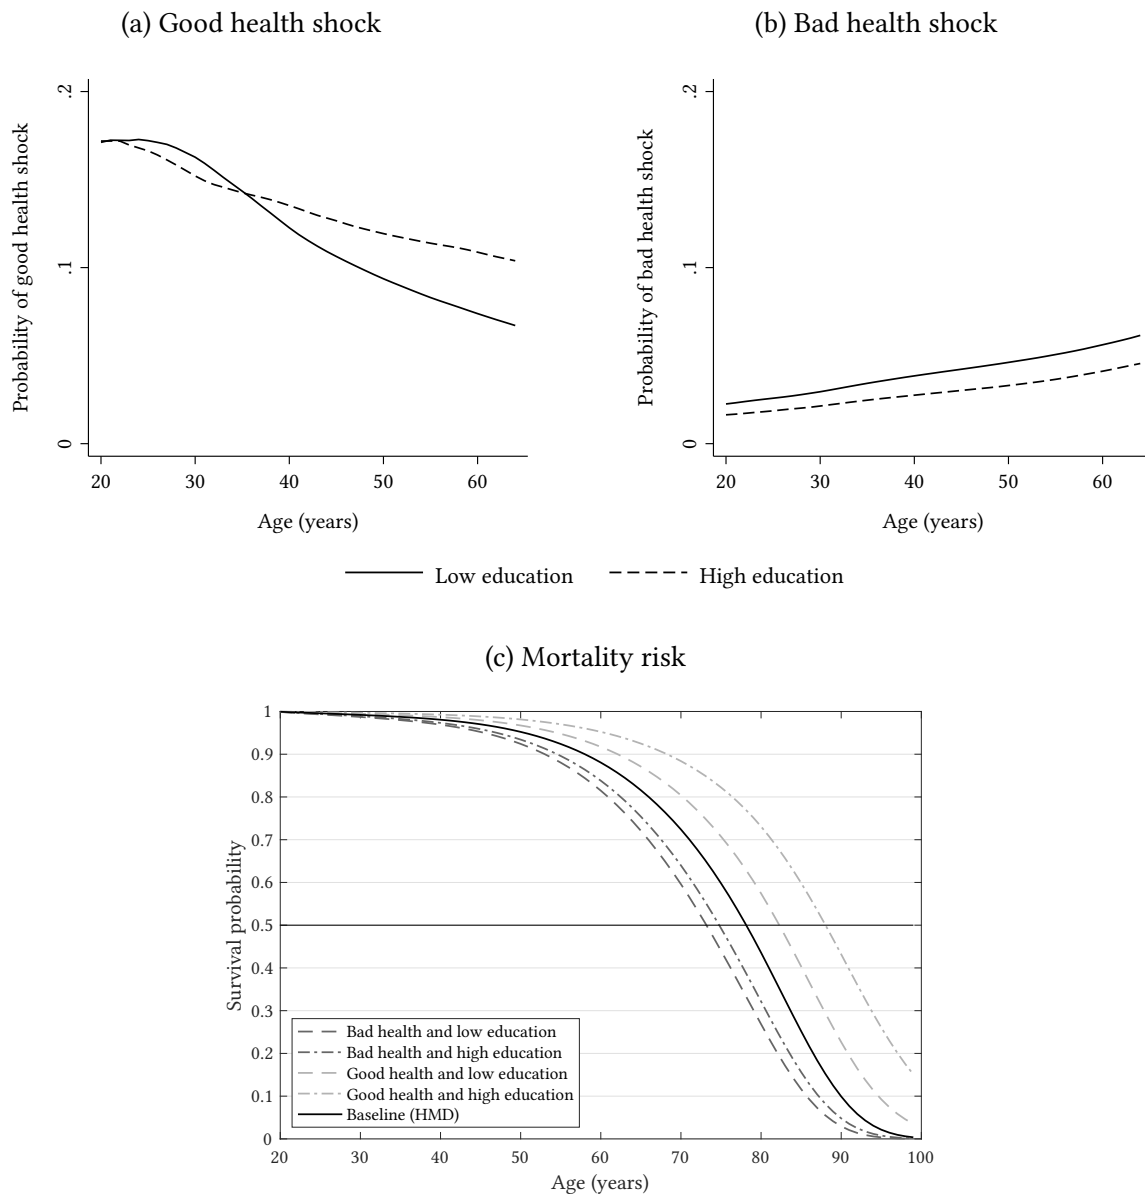 (a) Good health shock
Probability of good health shock
.2
.1
0
20 30 40 50 60
Age (years)
(b) Bad health shock
Probability of bad health shock
.2
.1
0
20 30 40 50 60
Age (years)
Low education High education
(c) Mortality risk
Survival probability
1
0.9
0.8
0.7
0.6
0.5
0.4
0.3
0.2
0.1
0
Bad health and low education
Bad health and high education
Good health and low education
Good health and high education
Baseline (HMD)
20 30 40 50 60 70 80 90 100
Age (years)